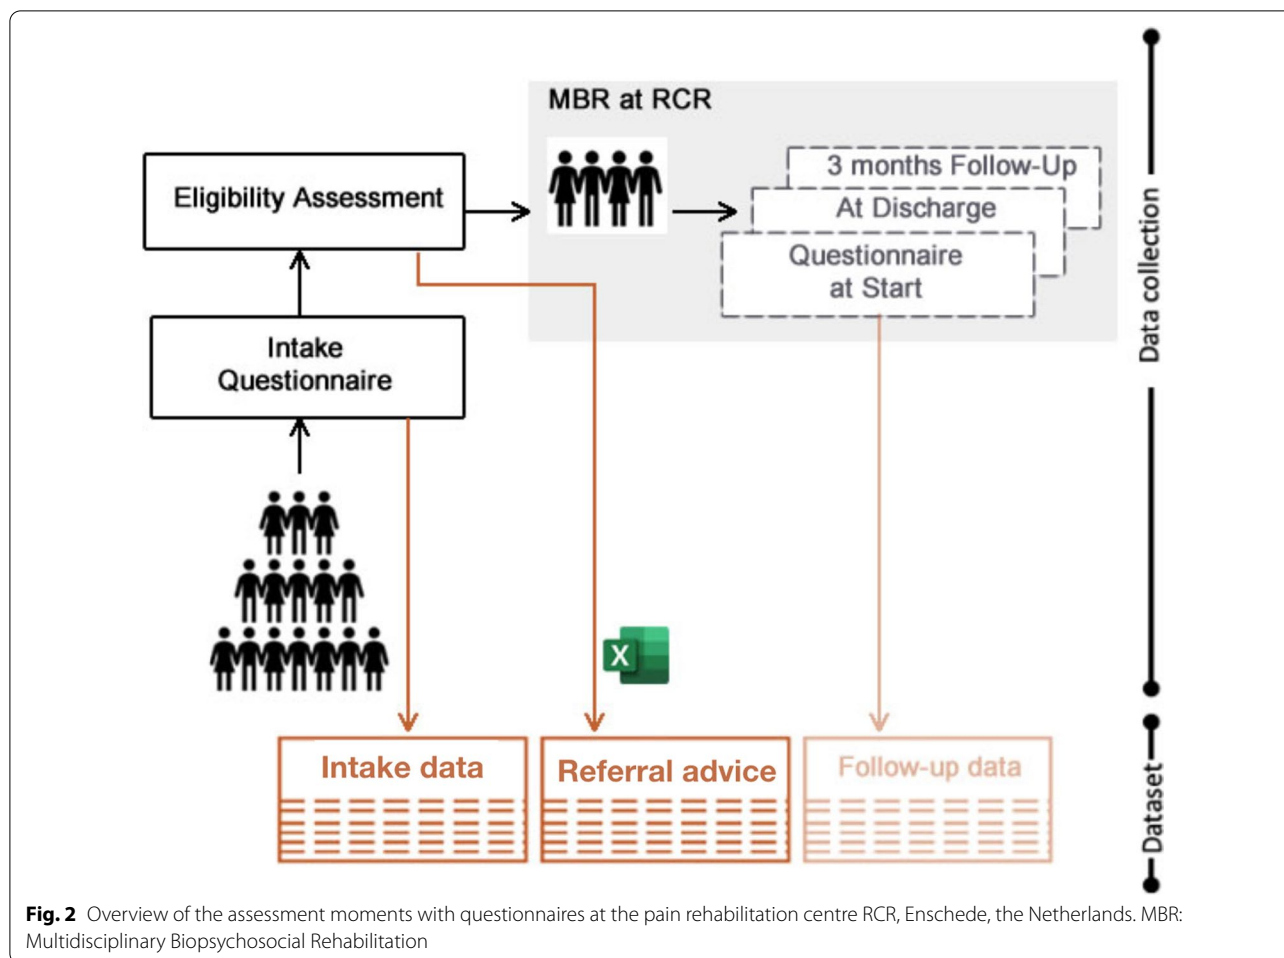 MBR at RCR
Eligibility Assessment
3 months Follow-Up
At Discharge
Questionnaire
at Start
Intake
Questionnaire
Data collection
X
Intake data
Referral advice
Follow-up data
Dataset
Fig. 2 Overview of the assessment moments with questionnaires at the pain rehabilitation centre RCR, Enschede, the Netherlands. MBR:
Multidisciplinary Biopsychosocial Rehabilitation